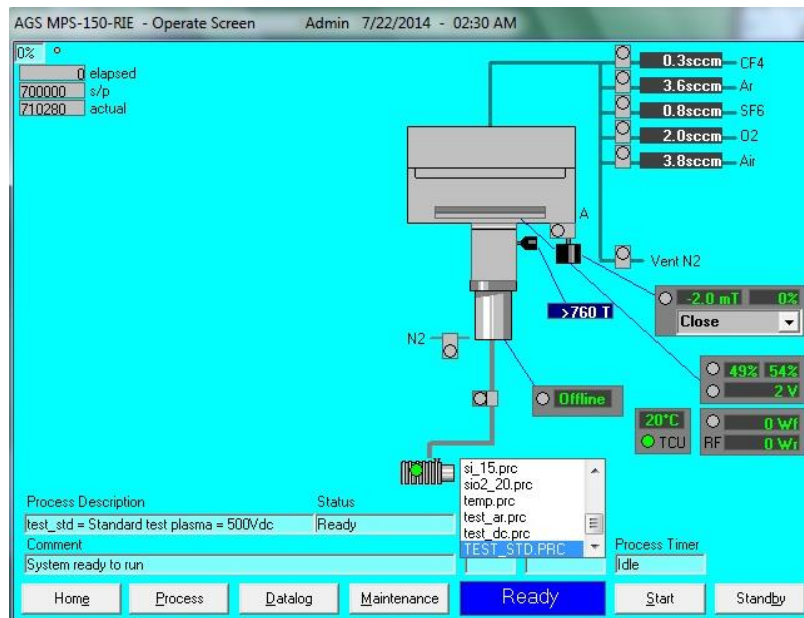 AGS MPS-150-RIE - Operate Screen Admin 7/22/2014 - 02:30 AM
0% °
0 elapsed
700000 s/p
710280 actual
0.3sccm CF4
3.6sccm Ar
0.8sccm SF6
2.0sccm O2
3.8sccm Air
A
Vent N2
-2.0 mT 0%
Close
>760 T
N2
49% 54%
2 V
Offline
20°C
TCU
0 Wf
RF 0 Wr
si_15.prc
sio2_20.prc
temp.prc
test_ar.prc
test_dc.prc
TEST_STD.PRC
Process Description Status
test_std = Standard test plasma = 500Vdc Ready
Comment Process Timer
System ready to run Idle
Home Process Datalog Maintenance Ready Start Standby